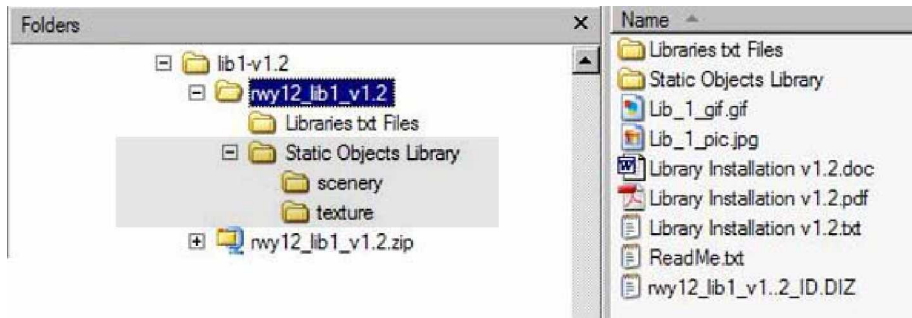 Folders
lib1-v1.2
rwy12_lib1_v1.2
Libraries txt Files
Static Objects Library
scenery
texture
rwy12_lib1_v1.2.zip
Name
Libraries txt Files
Static Objects Library
Lib_1_gif.gif
Lib_1_pic.jpg
Library Installation v1.2.doc
Library Installation v1.2.pdf
Library Installation v1.2.txt
ReadMe.txt
rwy12_lib1_v1..2_ID.DIZ